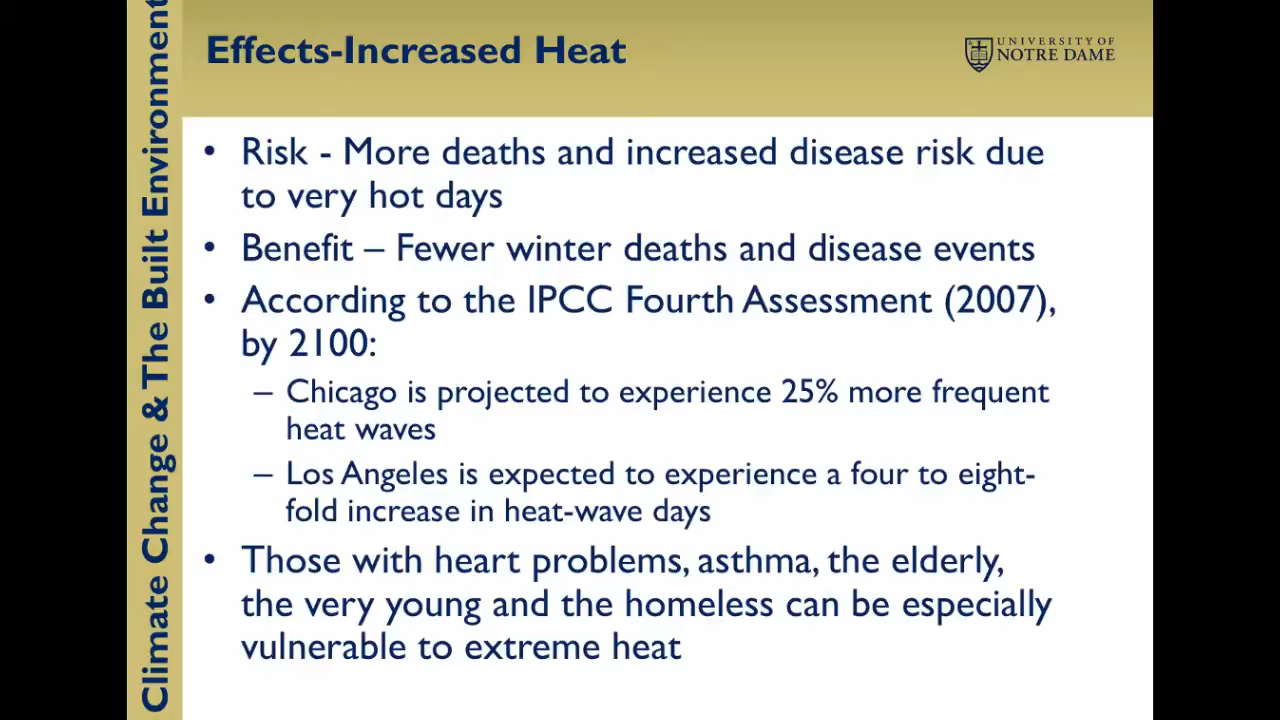 Climate Change & The Built Environment
Effects-Increased Heat
UNIVERSITY OF
NOTRE DAME
• Risk - More deaths and increased disease risk due
to very hot days
• Benefit – Fewer winter deaths and disease events
• According to the IPCC Fourth Assessment (2007),
by 2100:
– Chicago is projected to experience 25% more frequent
heat waves
– Los Angeles is expected to experience a four to eight-
fold increase in heat-wave days
• Those with heart problems, asthma, the elderly,
the very young and the homeless can be especially
vulnerable to extreme heat